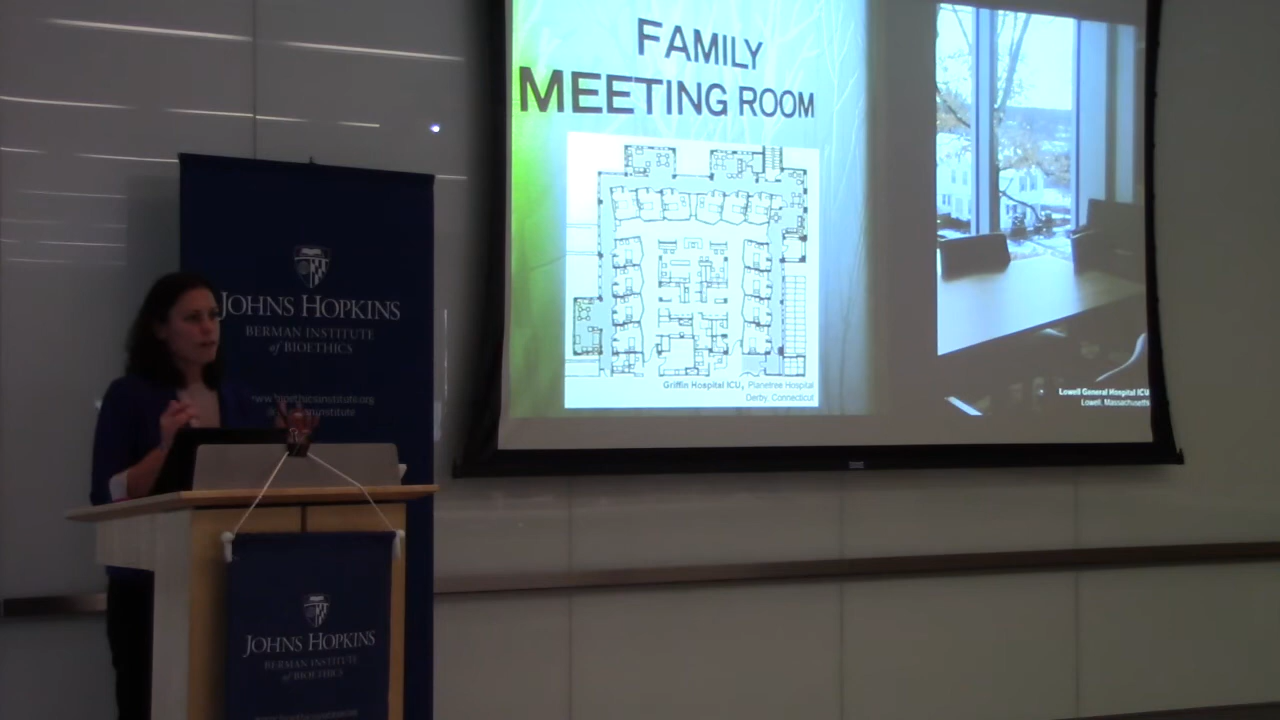 FAMILY
MEETING ROOM
Griffin Hospital ICU, Planetree Hospital
Derby, Connecticut
Lowell General Hospital ICU
Lowell, Massachusetts
JOHNS HOPKINS
BERMAN INSTITUTE
of BIOETHICS
JOHNS HOPKINS
BERMAN INSTITUTE
of BIOETHICS